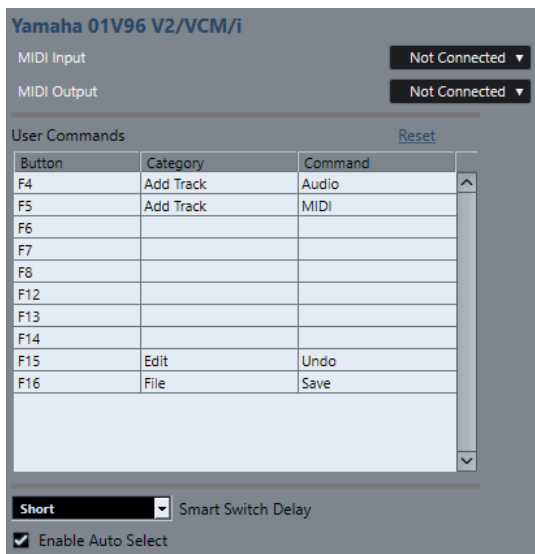 Yamaha 01V96 V2/VCM/i
MIDI Input Not Connected
MIDI Output Not Connected
User Commands Reset
Button Category Command
F4 Add Track Audio
F5 Add Track MIDI
F6
F7
F8
F12
F13
F14
F15 Edit Undo
F16 File Save
Short Smart Switch Delay
Enable Auto Select